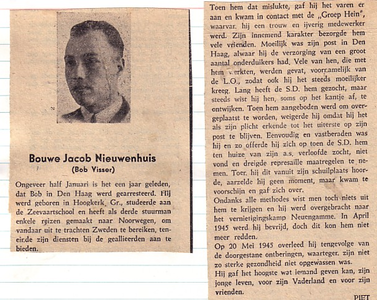 Bouwe Jacob Nieuwenhuis
(Bob Visser)
Ongeveer half Januari is het een jaar geleden,
dat Bob in Den Haag werd gearresteerd. Hij
werd geboren in Hoogkerk, Gr., studeerde aan
de Zeevaartschool en heeft als derde stuurman
enkele reizen gemaakt naar Noorwegen, om
vandaar uit te trachten Zweden te bereiken, ten-
einde zijn diensten bij de geallieerden aan te
bieden.
Toen hem dat mislukte, gaf hij het varen er
aan en kwam in contact met de „Groep Hein",
waarvan hij een trouw en ijverig medewerker
werd. Zijn innemend karakter bezorgde hem
vele vrienden. Moeilijk was zijn post in Den
Haag, alwaar hij de verzorging van een groot
aantal onderduikers had. Vele van hen, die met
hem werkten, werden gevat, voornamelijk van
de L.O., zodat ook hij het steeds moeilijker
kreeg. Lang heeft de S.D. hem gezocht, maar
steeds wist hij hen, soms op het kantje af, te
ontkomen. Toen hem aangeboden werd om over-
geplaatst te worden, weigerde hij omdat hij het
als zijn plicht erkende tot het uiterste op zijn
post te blijven. Eenvoudig en vastberaden was
hij en zo offerde hij zich op toen de S.D. hem
ten huize van zijn a.s. verloofde zocht, niet
vond en dreigde represaille maatregelen te ne-
men. Toen hij dit vanuit zijn schuilplaats hoor-
de, aarzelde hij geen moment, maar kwam te
voorschijn en gaf zich over.
Ondanks alle methodes wist men toch niets uit
hem te krijgen en hij werd overgebracht naar
het vernietigingskamp Neuengamme. In April
1945 werd hij bevrijd, doch dit kon hem niet
meer redden.
Op 20 Mei 1945 overleed hij tengevolge van
de doorgestane ontberingen, waartegen zijn niet
zo sterke gezondheid niet opgewassen was.
Hij gaf het hoogste wat iemand geven kan, zijn
jonge leven, voor zijn Vaderland en voor zijn
vrienden.
PIET